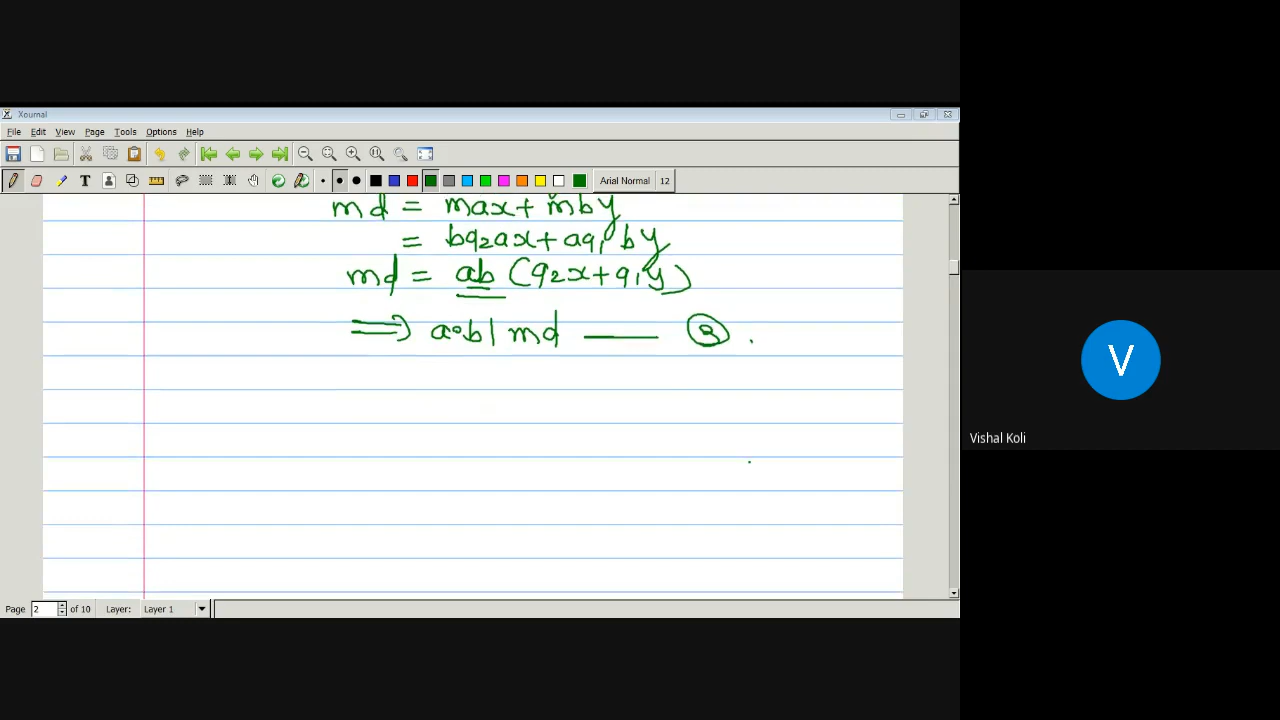 Xournal
File Edit View Page Tools Options Help
Arial Normal 12
md = max + mby
= bq₂ax + aq₁by
md = ab (q₂x + q₁y)
⟹ a·b | md —— ③.
V
Vishal Koli
Page 2 of 10 Layer: Layer 1